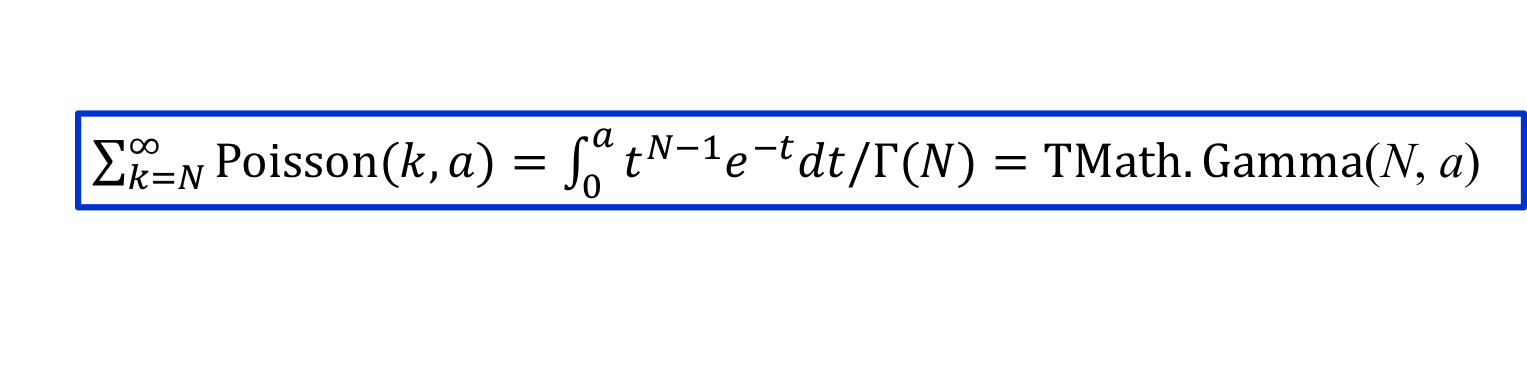 ∑_{k=N}^{∞} Poisson(k, a) = ∫_0^a t^{N−1}e^{−t}dt/Γ(N) = TMath. Gamma(N, a)